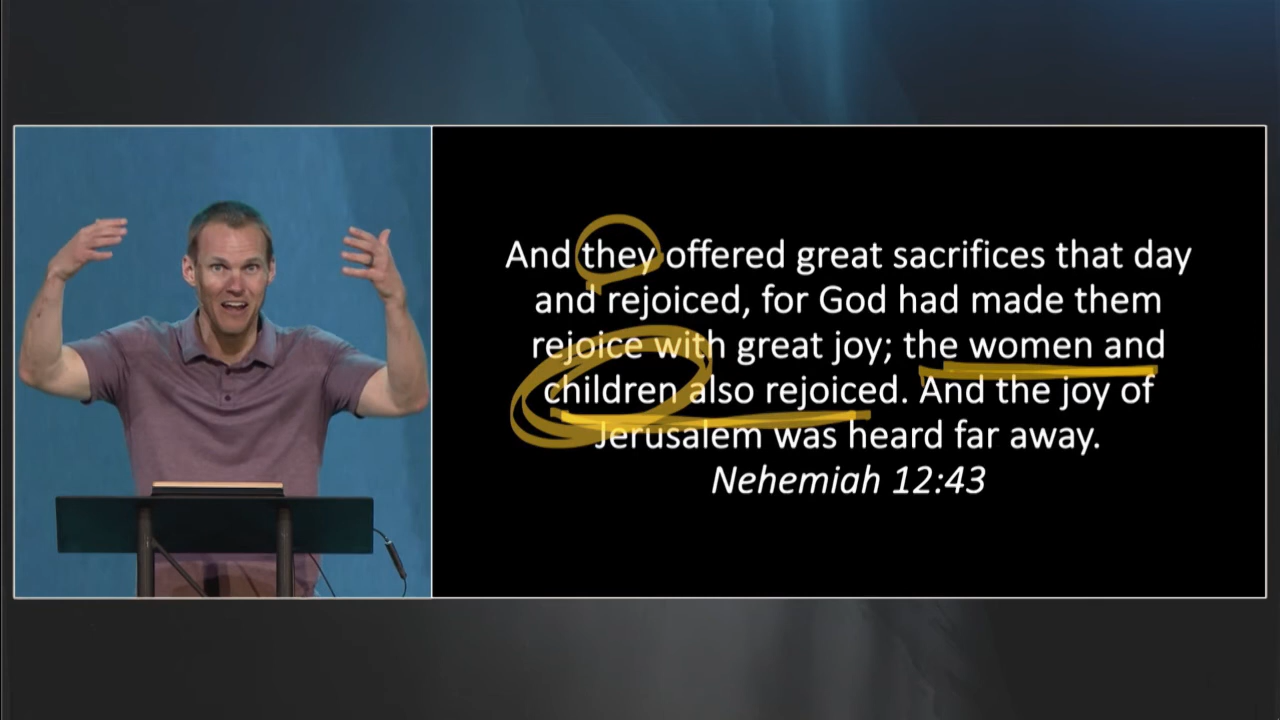 And they offered great sacrifices that day
and rejoiced, for God had made them
rejoice with great joy; the women and
children also rejoiced. And the joy of
Jerusalem was heard far away.
Nehemiah 12:43